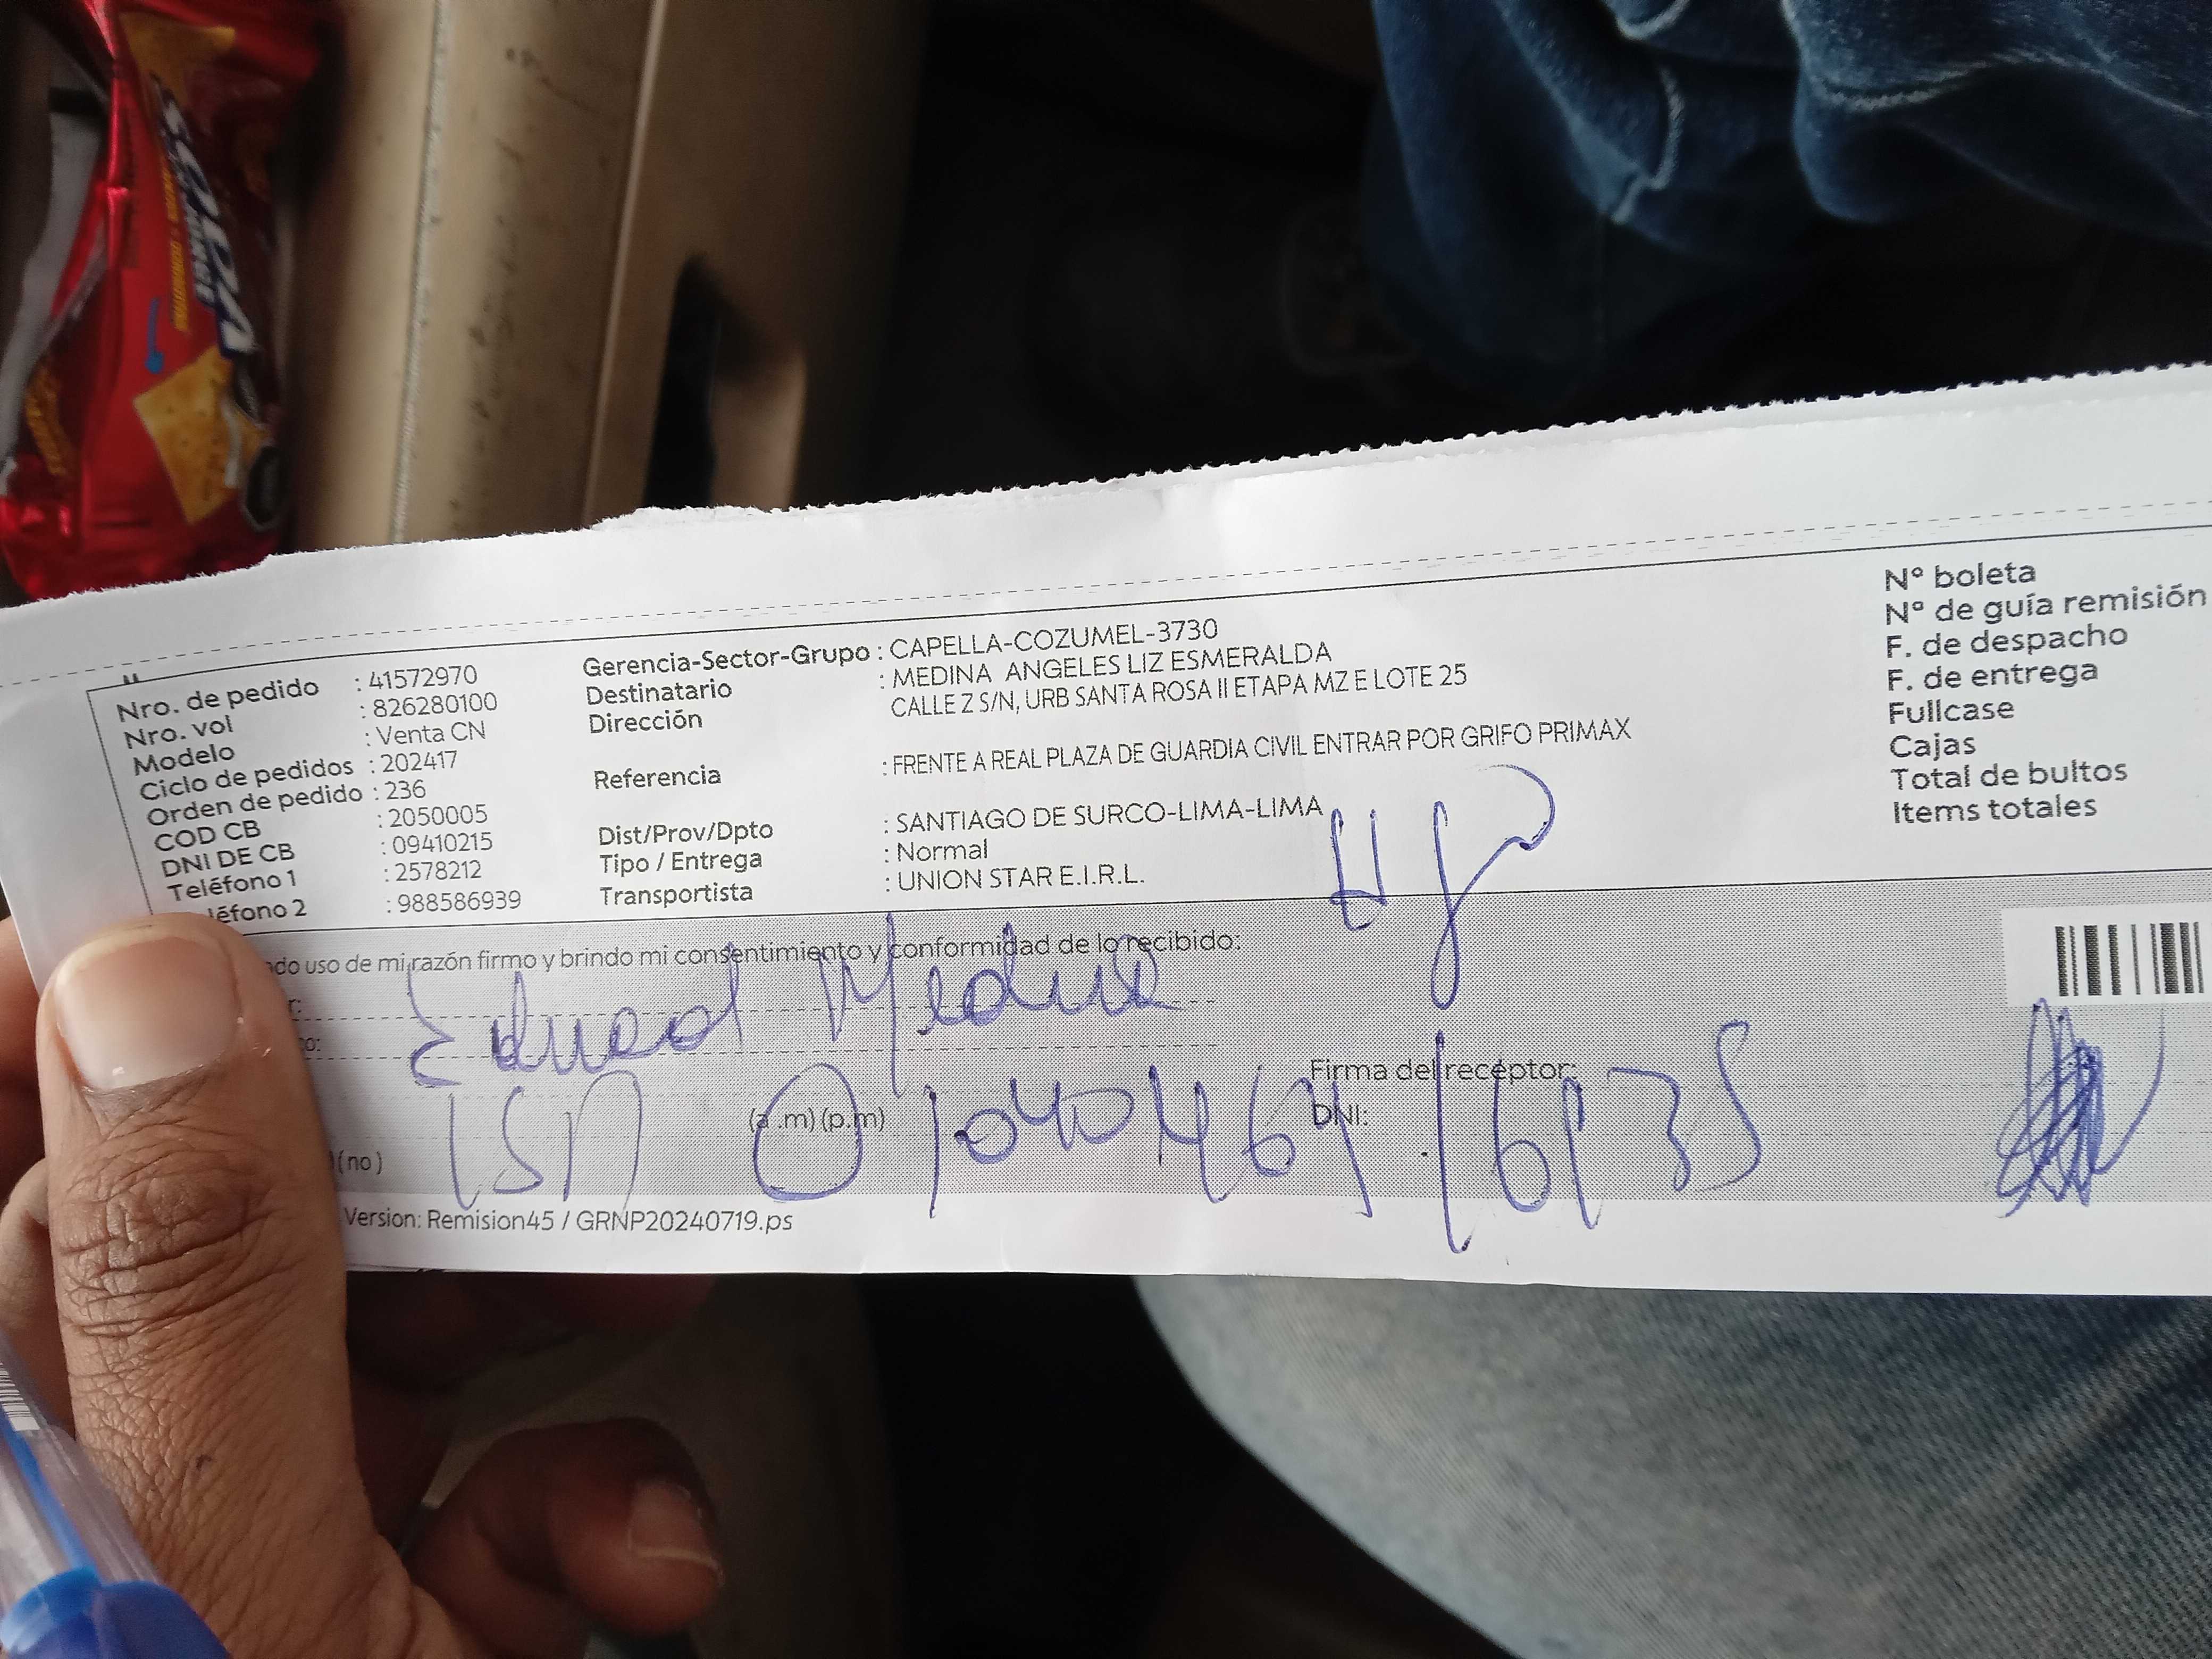 Nro. de pedido : 41572970
Nro. vol : 826280100
Modelo : Venta CN
Ciclo de pedidos : 202417
Orden de pedido : 236
COD CB : 2050005
DNI DE CB : 09410215
Teléfono 1 : 2578212
léfono 2 : 988586939
Gerencia-Sector-Grupo : CAPELLA-COZUMEL-3730
Destinatario : MEDINA ANGELES LIZ ESMERALDA
Dirección CALLE Z S/N, URB SANTA ROSA II ETAPA MZ E LOTE 25
Referencia : FRENTE A REAL PLAZA DE GUARDIA CIVIL ENTRAR POR GRIFO PRIMAX
Dist/Prov/Dpto : SANTIAGO DE SURCO-LIMA-LIMA
Tipo / Entrega : Normal
Transportista : UNION STAR E.I.R.L.
N° boleta
N° de guía remisión
F. de despacho
F. de entrega
Fullcase
Cajas
Total de bultos
Items totales
ndo uso de mi razón firmo y brindo mi consentimiento y conformidad de lo recibido:
r:
co:
Medina
Firma del receptor:
(a .m) (p.m)
DNI:
) (no )
Version: Remision45 / GRNP20240719.ps